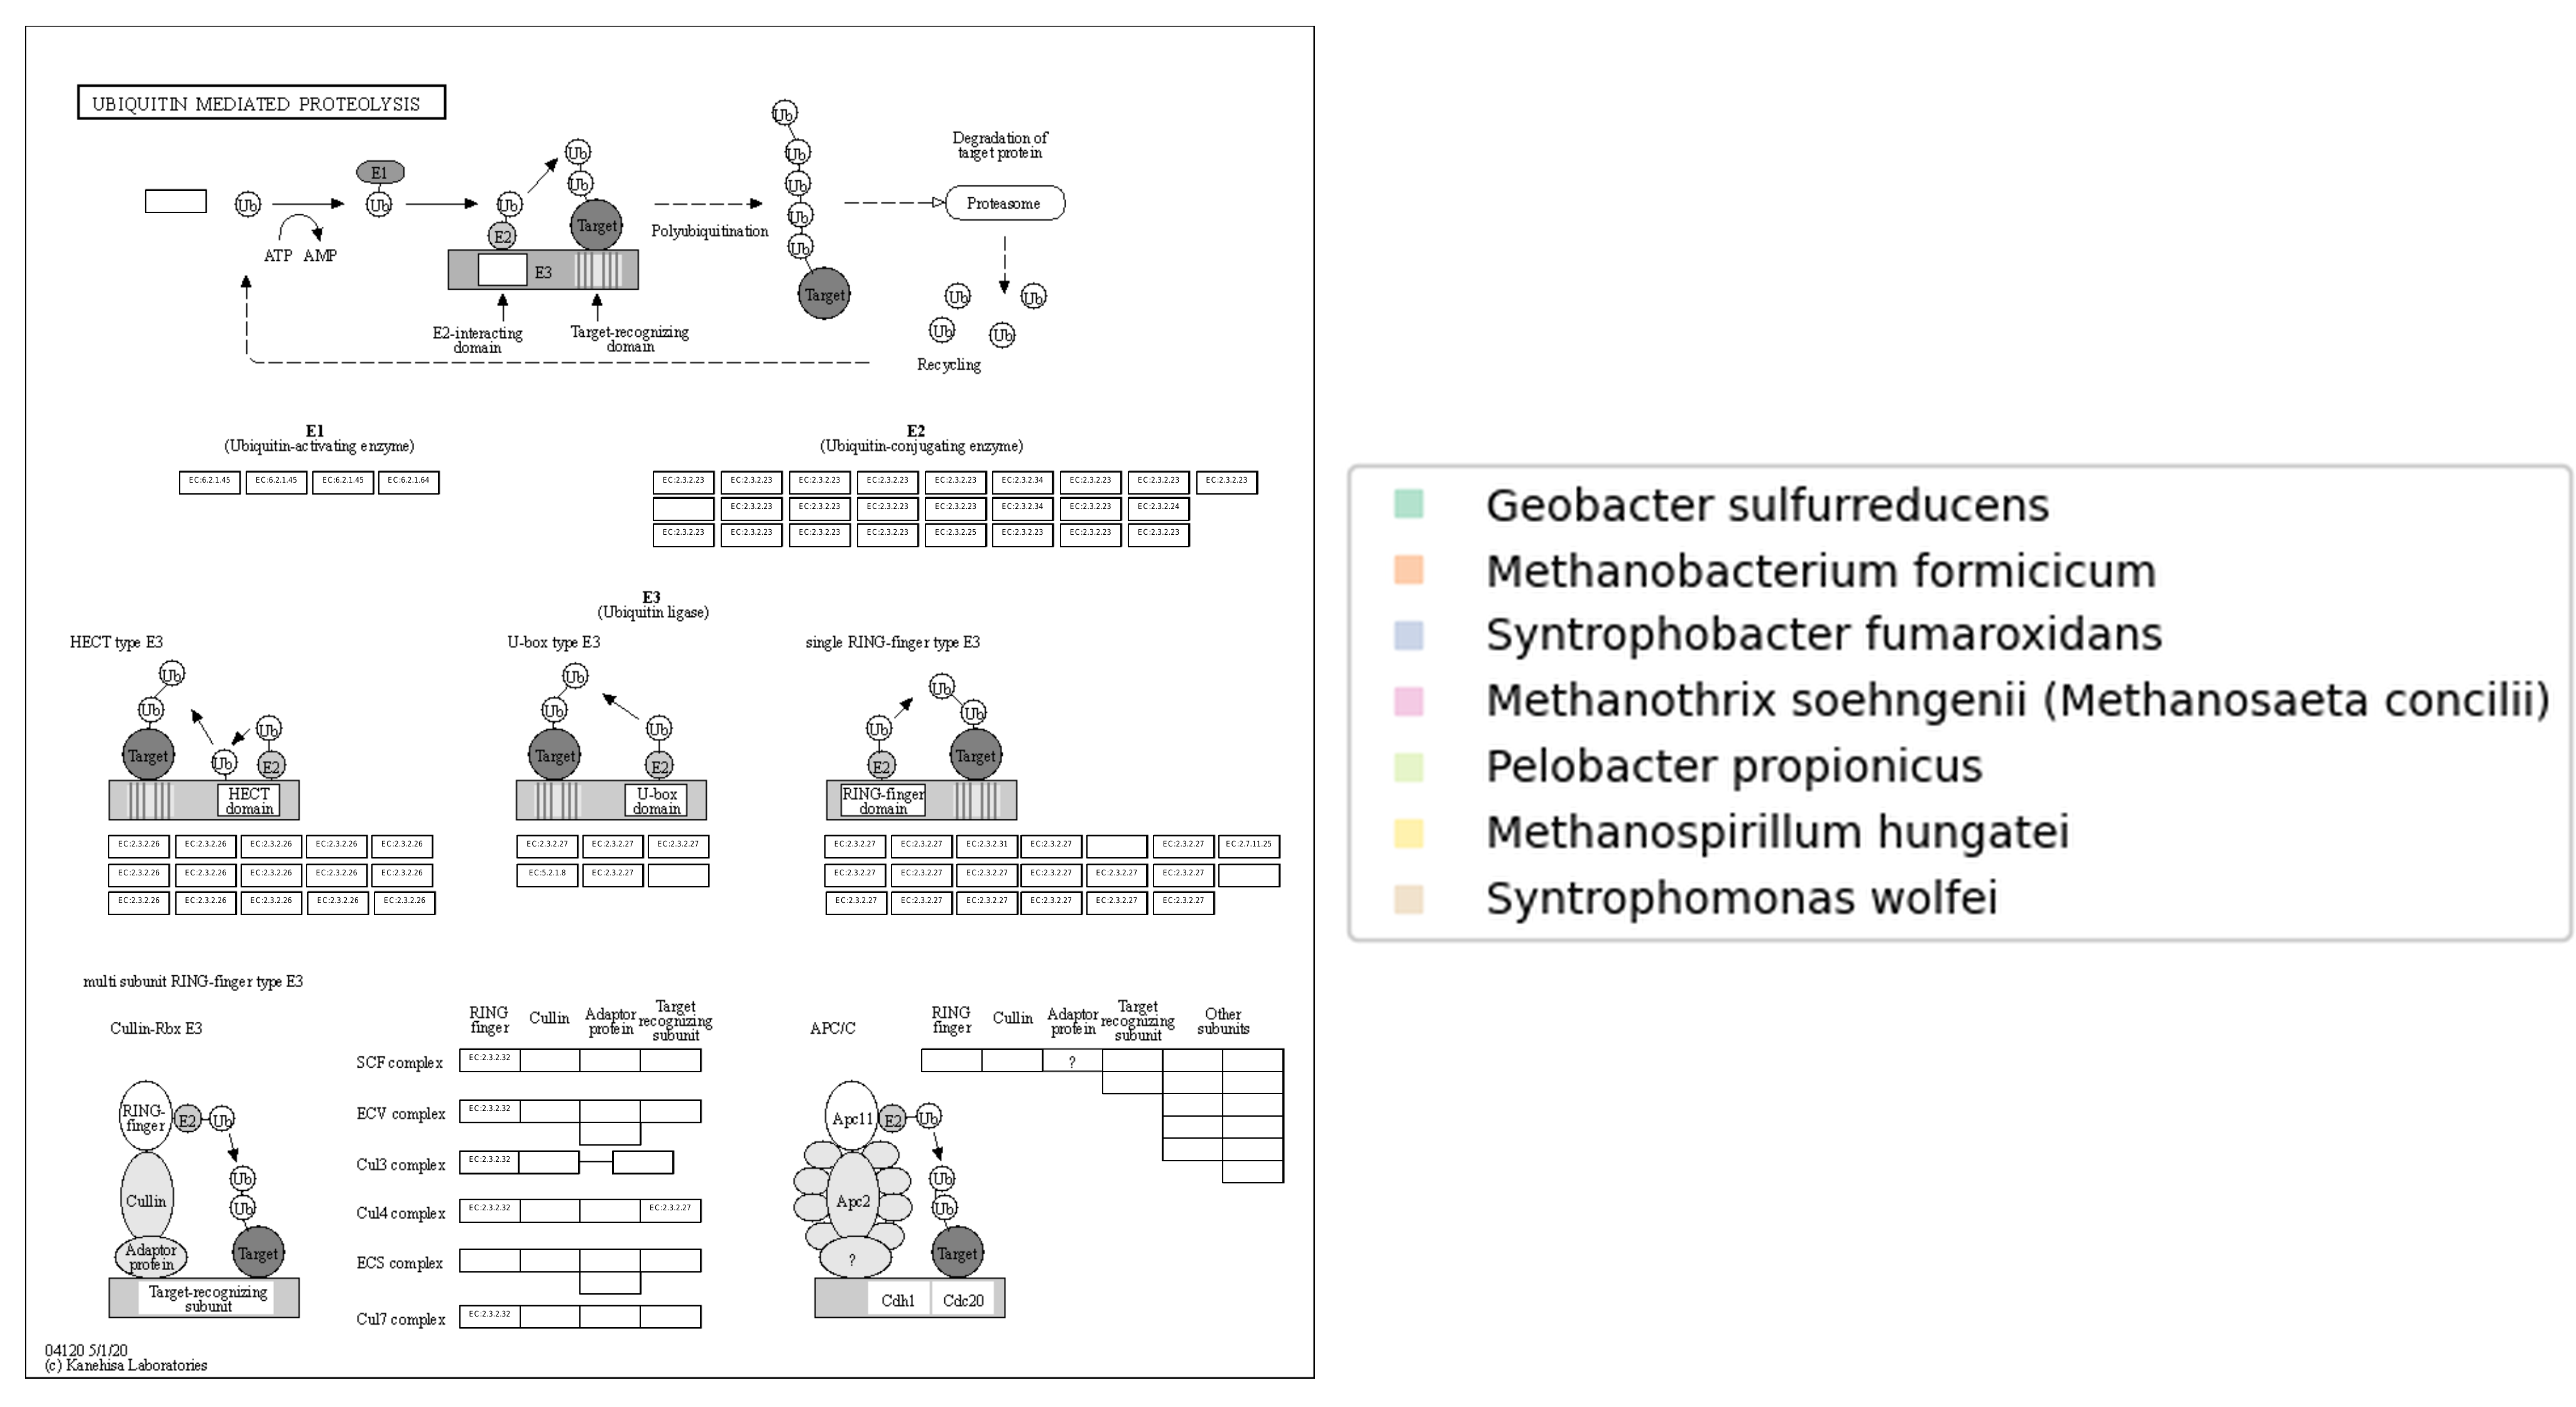 UBIQUITIN MEDIATED PROTEOLYSIS
Ub
Ub
Ub
Ub
Ub
Ub
Degradation of
target protein
E1
Ub
Ub
Ub
Ub
Ub
Proteasome
E2
Target
Polyubiquitination
ATP AMP
E3
Target
Ub
Ub
Ub
Ub
E2-interacting
domain
Target-recognizing
domain
Recycling
E1
(Ubiquitin-activating enzyme)
E2
(Ubiquitin-conjugating enzyme)
EC:6.2.1.45 EC:6.2.1.45 EC:6.2.1.45 EC:6.2.1.64
EC:2.3.2.23 EC:2.3.2.23 EC:2.3.2.23 EC:2.3.2.23 EC:2.3.2.23 EC:2.3.2.34 EC:2.3.2.23 EC:2.3.2.23 EC:2.3.2.23
EC:2.3.2.23 EC:2.3.2.23 EC:2.3.2.23 EC:2.3.2.23 EC:2.3.2.34 EC:2.3.2.23 EC:2.3.2.24
EC:2.3.2.23 EC:2.3.2.23 EC:2.3.2.23 EC:2.3.2.23 EC:2.3.2.25 EC:2.3.2.23 EC:2.3.2.23 EC:2.3.2.23
E3
(Ubiquitin ligase)
HECT type E3
Ub
Ub
Ub
Target
Ub
E2
HECT
domain
EC:2.3.2.26 EC:2.3.2.26 EC:2.3.2.26 EC:2.3.2.26 EC:2.3.2.26
EC:2.3.2.26 EC:2.3.2.26 EC:2.3.2.26 EC:2.3.2.26 EC:2.3.2.26
EC:2.3.2.26 EC:2.3.2.26 EC:2.3.2.26 EC:2.3.2.26 EC:2.3.2.26
U-box type E3
Ub
Ub
Ub
Target
E2
U-box
domain
EC:2.3.2.27 EC:2.3.2.27 EC:2.3.2.27
EC:5.2.1.8 EC:2.3.2.27
single RING-finger type E3
Ub
Ub
Ub
E2
Target
RING-finger
domain
EC:2.3.2.27 EC:2.3.2.27 EC:2.3.2.31 EC:2.3.2.27 EC:2.3.2.27 EC:2.7.11.25
EC:2.3.2.27 EC:2.3.2.27 EC:2.3.2.27 EC:2.3.2.27 EC:2.3.2.27 EC:2.3.2.27
EC:2.3.2.27 EC:2.3.2.27 EC:2.3.2.27 EC:2.3.2.27 EC:2.3.2.27 EC:2.3.2.27
multi subunit RING-finger type E3
Cullin-Rbx E3
RING-
finger
E2
Ub
Ub
Cullin
Ub
Adaptor
protein
Target
Target-recognizing
subunit
RING
finger
Cullin
Adaptor
protein
Target
recognizing
subunit
SCF complex
EC:2.3.2.32
ECV complex
EC:2.3.2.32
Cul3 complex
EC:2.3.2.32
Cul4 complex
EC:2.3.2.32
EC:2.3.2.27
ECS complex
Cul7 complex
EC:2.3.2.32
APC/C
RING
finger
Cullin
Adaptor
protein
Target
recognizing
subunit
Other
subunits
?
Apc11
E2
Ub
Ub
Apc2
Ub
?
Target
Cdh1
Cdc20
04120 5/1/20
(c) Kanehisa Laboratories
Geobacter sulfurreducens
Methanobacterium formicicum
Syntrophobacter fumaroxidans
Methanothrix soehngenii (Methanosaeta concilii)
Pelobacter propionicus
Methanospirillum hungatei
Syntrophomonas wolfei